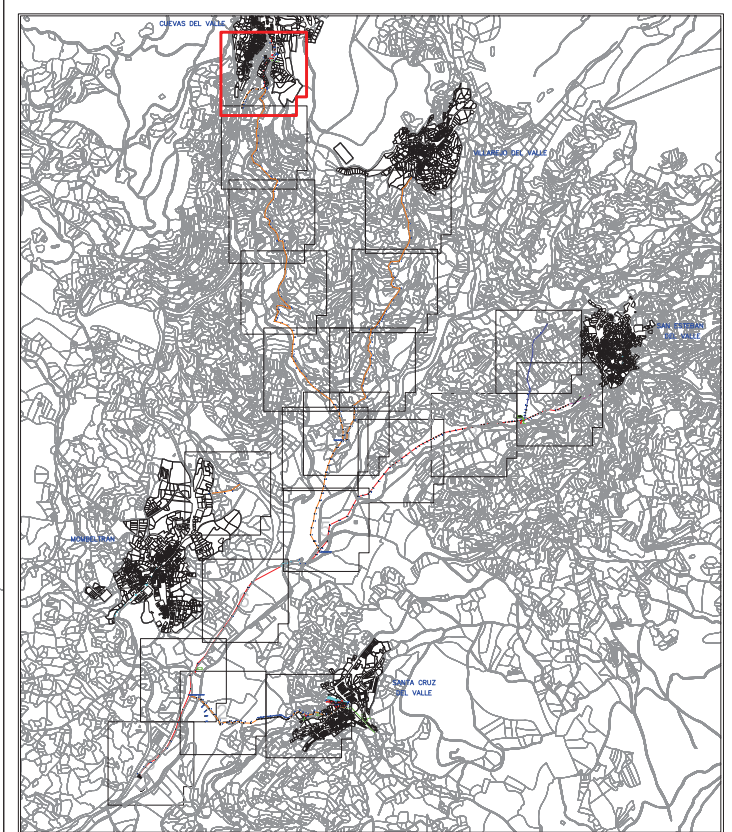 CUEVAS DEL VALLE
VILLAREJO DEL VALLE
SAN ESTEBAN
DEL VALLE
MOMBELTRAN
SANTA CRUZ
DEL VALLE